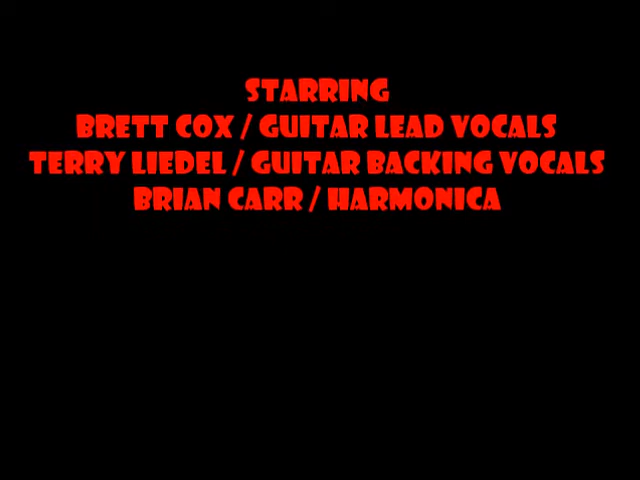 STARRING
BRETT COX / GUITAR LEAD VOCALS
TERRY LIEDEL / GUITAR BACKING VOCALS
BRIAN CARR / HARMONICA